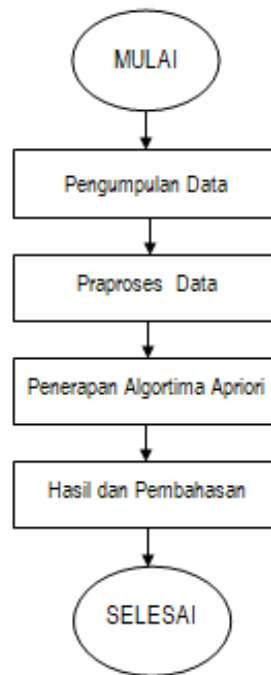 MULAI
Pengumpulan Data
Praproses Data
Penerapan Algortima Apriori
Hasil dan Pembahasan
SELESAI